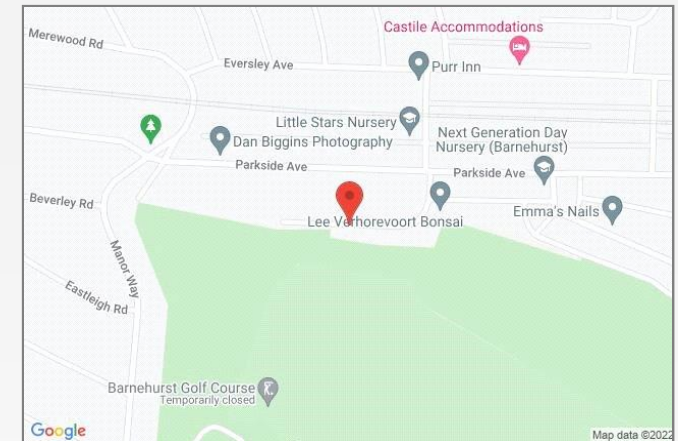 Castile Accommodations
Merewood Rd
Eversley Ave
Purr Inn
Little Stars Nursery
Dan Biggins Photography
Next Generation Day
Nursery (Barnehurst)
Parkside Ave
Parkside Ave
Beverley Rd
Lee Verhorevoort Bonsai
Emma's Nails
Manor Way
Eastleigh Rd
Barnehurst Golf Course
Temporarily closed
Google
Map data ©2022